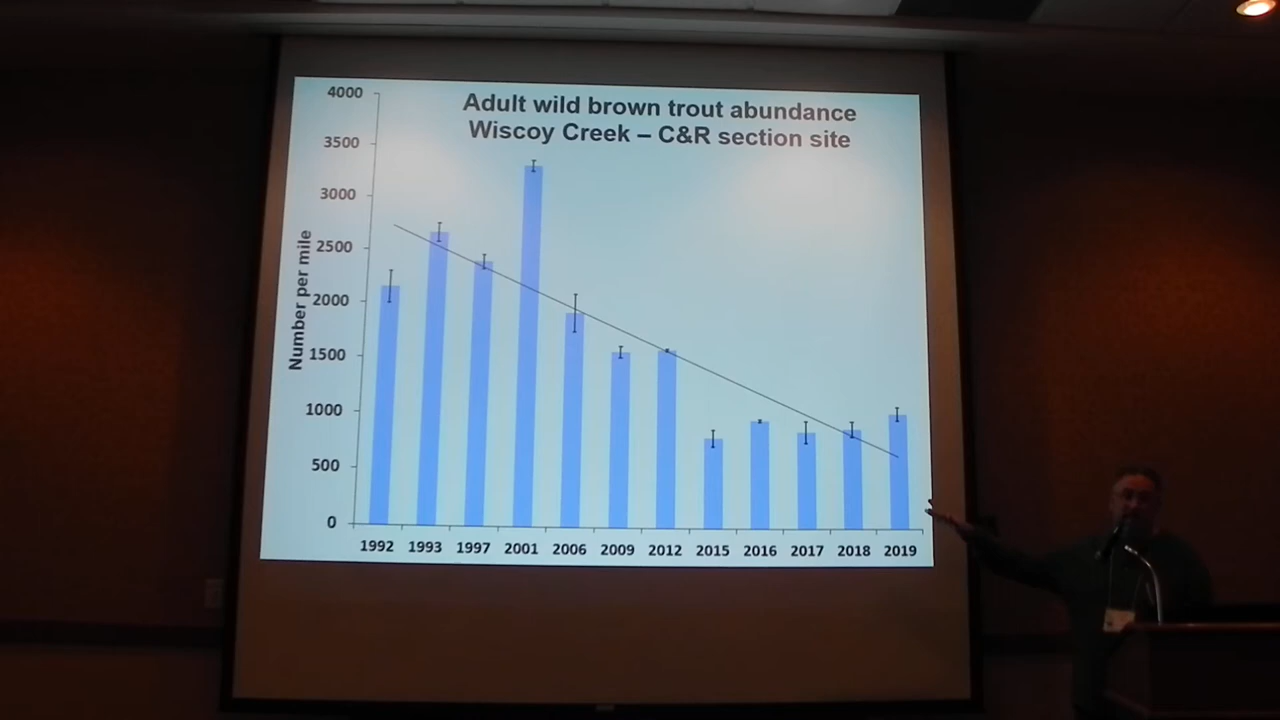 Adult wild brown trout abundance
Wiscoy Creek – C&R section site
Number per mile
4000
3500
3000
2500
2000
1500
1000
500
0
1992 1993 1997 2001 2006 2009 2012 2015 2016 2017 2018 2019